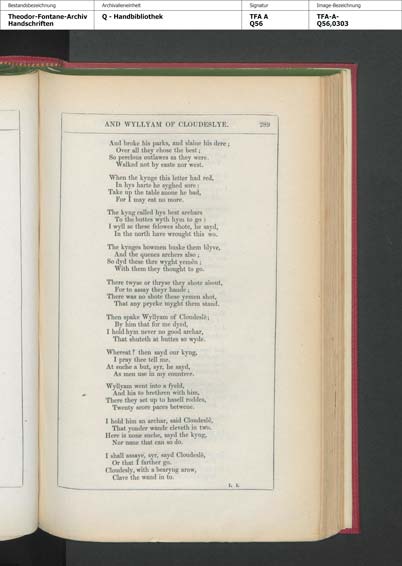 Bestandsbezeichnung
Theodor-Fontane-Archiv
Handschriften
Archivalieneinheit
Q - Handbibliothek
Signatur
TFA A
Q56
Image-Bezeichnung
TFA-A-
Q56,0303
AND WYLLYAM OF CLOUDESLYE. 289
And broke his parks, and slaine his dere;
Over all they chose the best;
So perelous outlawes as they were
Walked not by easte nor west.
When the kynge this letter had red,
In hys harte he syghed sore:
Take up the table anone he bad,
For I may eat no more.
The kyng called hys best archars
To the buttes wyth hym to go:
I wyll se these felowes shote, he sayd,
In the north have wrought this wo.
The kynges bowmen buske them blyve,
And the quenes archers also;
So dyd these thre wyght yemèn;
With them they thought to go.
There twyse or thryse they shote about,
For to assay theyr hande;
There was no shote these yemen shot,
That any prycke myght them stand.
Then spake Wyllyam of Cloudeslè;
By him that for me dyed,
I hold hym never no good archar,
That shuteth at buttes so wyde.
Whereat? then sayd our kyng,
I pray thee tell me.
At suche a but, syr, he sayd,
As men use in my countree.
Wyllyam went into a fyeld,
And his to brethren with him,
There they set up to hasell roddes,
Twenty score paces betwene.
I hold him an archar, said Cloudeslè,
That yonder wande cleveth in two.
Here is none suche, sayd the kyng,
Nor none that can so do.
I shall assaye, syr, sayd Cloudeslè,
Or that I farther go.
Cloudesly, with a bearyng arow,
Clave the wand in to.